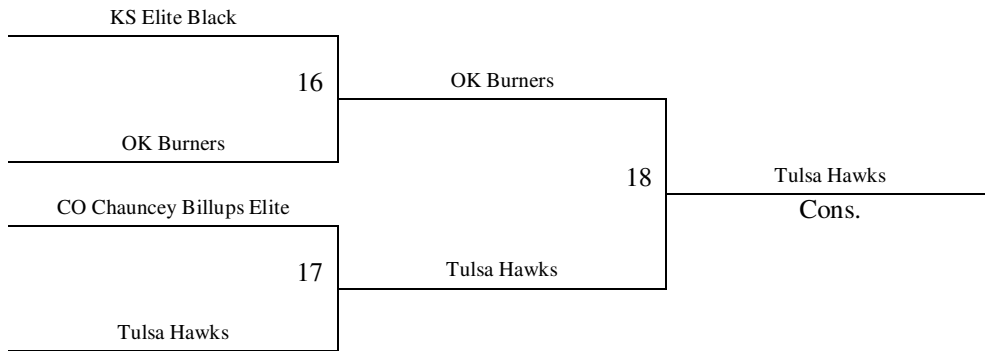 KS Elite Black
16
OK Burners
OK Burners
18
Tulsa Hawks
Cons.
CO Chauncey Billups Elite
17
Tulsa Hawks
Tulsa Hawks